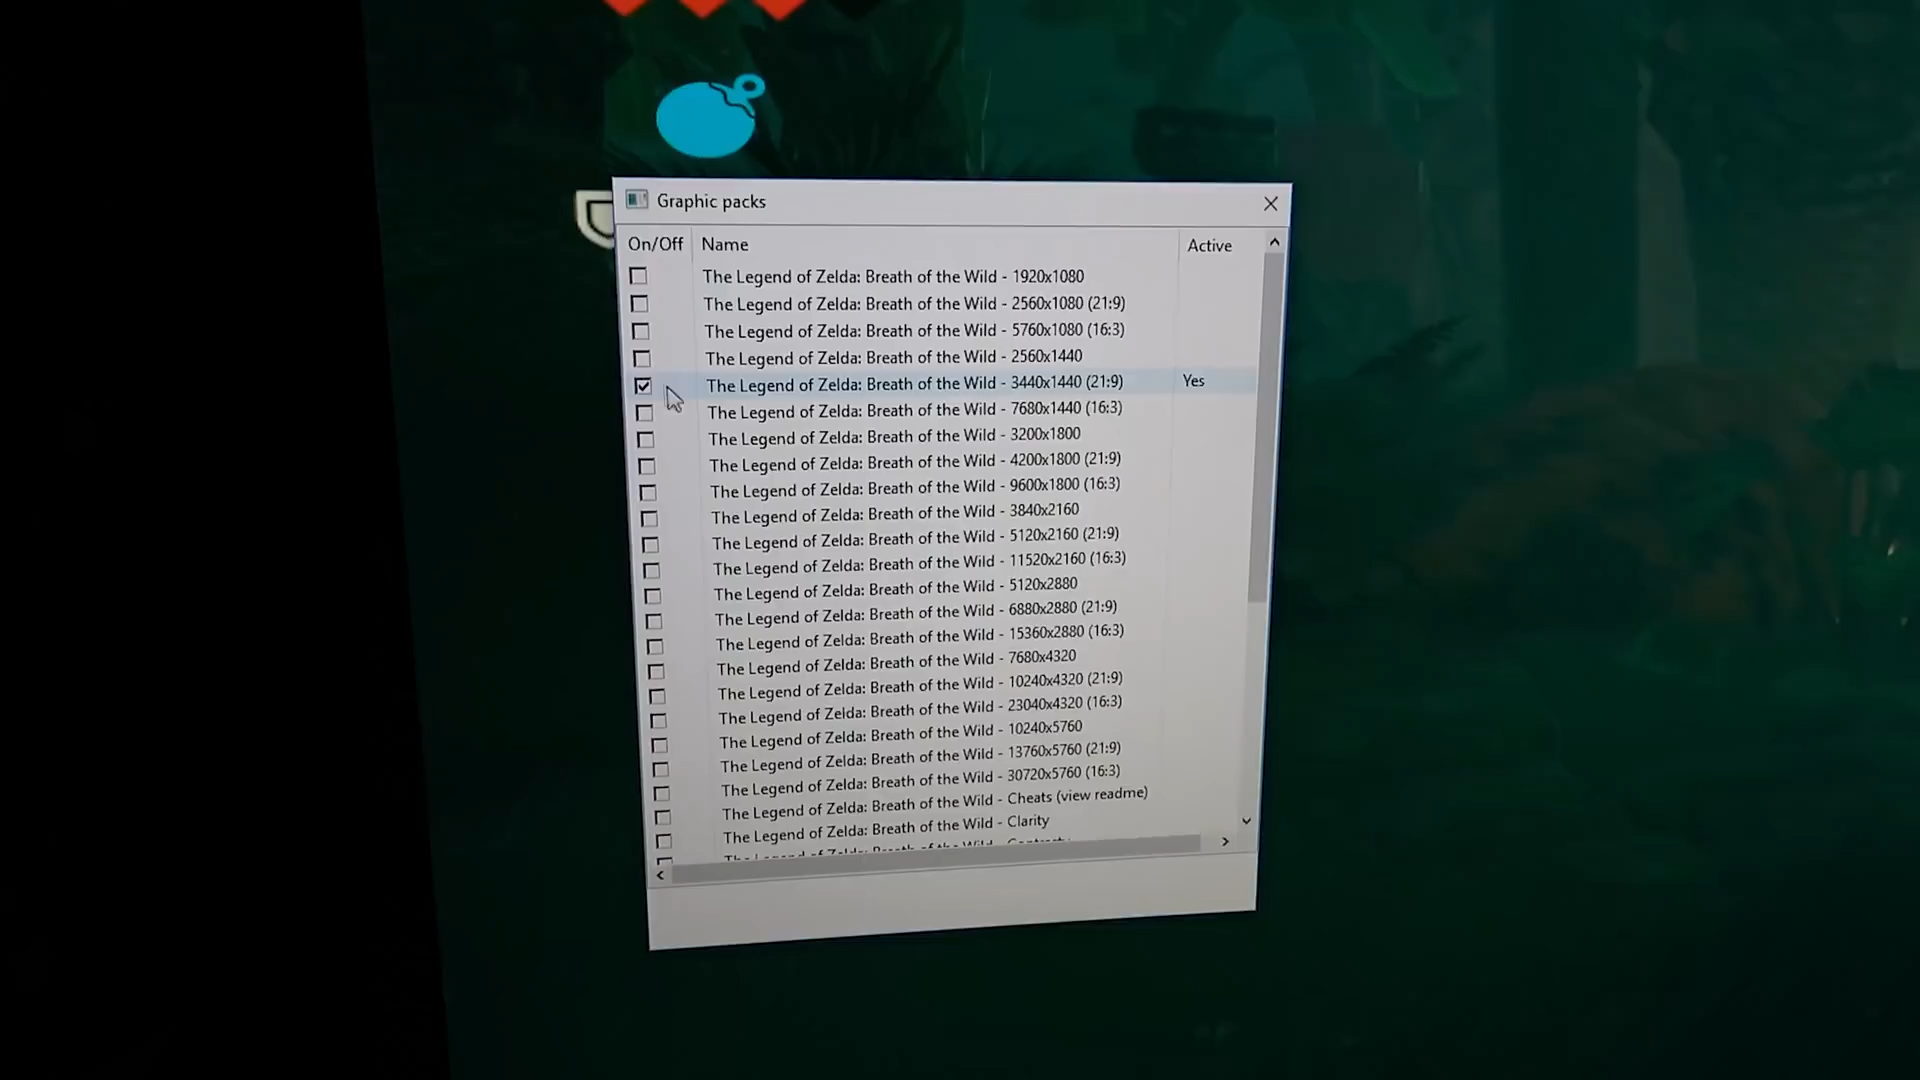 Graphic packs
On/Off Name Active
The Legend of Zelda: Breath of the Wild - 1920x1080
The Legend of Zelda: Breath of the Wild - 2560x1080 (21:9)
The Legend of Zelda: Breath of the Wild - 5760x1080 (16:3)
The Legend of Zelda: Breath of the Wild - 2560x1440
The Legend of Zelda: Breath of the Wild - 3440x1440 (21:9) Yes
The Legend of Zelda: Breath of the Wild - 7680x1440 (16:3)
The Legend of Zelda: Breath of the Wild - 3200x1800
The Legend of Zelda: Breath of the Wild - 4200x1800 (21:9)
The Legend of Zelda: Breath of the Wild - 9600x1800 (16:3)
The Legend of Zelda: Breath of the Wild - 3840x2160
The Legend of Zelda: Breath of the Wild - 5120x2160 (21:9)
The Legend of Zelda: Breath of the Wild - 11520x2160 (16:3)
The Legend of Zelda: Breath of the Wild - 5120x2880
The Legend of Zelda: Breath of the Wild - 6880x2880 (21:9)
The Legend of Zelda: Breath of the Wild - 15360x2880 (16:3)
The Legend of Zelda: Breath of the Wild - 7680x4320
The Legend of Zelda: Breath of the Wild - 10240x4320 (21:9)
The Legend of Zelda: Breath of the Wild - 23040x4320 (16:3)
The Legend of Zelda: Breath of the Wild - 10240x5760
The Legend of Zelda: Breath of the Wild - 13760x5760 (21:9)
The Legend of Zelda: Breath of the Wild - 30720x5760 (16:3)
The Legend of Zelda: Breath of the Wild - Cheats (view readme)
The Legend of Zelda: Breath of the Wild - Clarity
The Legend of Zelda: Breath of the Wild -